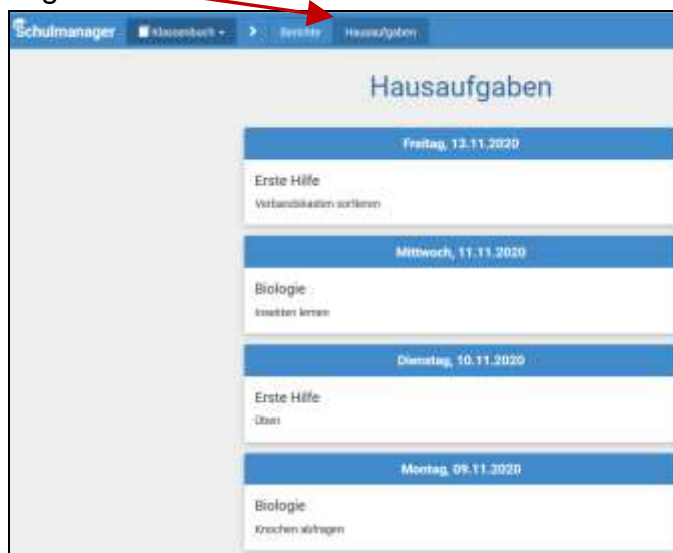 Schulmanager Klassenbuch Berichte Hausaufgaben
Hausaufgaben
Freitag, 13.11.2020
Erste Hilfe
Verbandskasten sortieren
Mittwoch, 11.11.2020
Biologie
Insekten lernen
Dienstag, 10.11.2020
Erste Hilfe
Üben
Montag, 09.11.2020
Biologie
Knochen abfragen